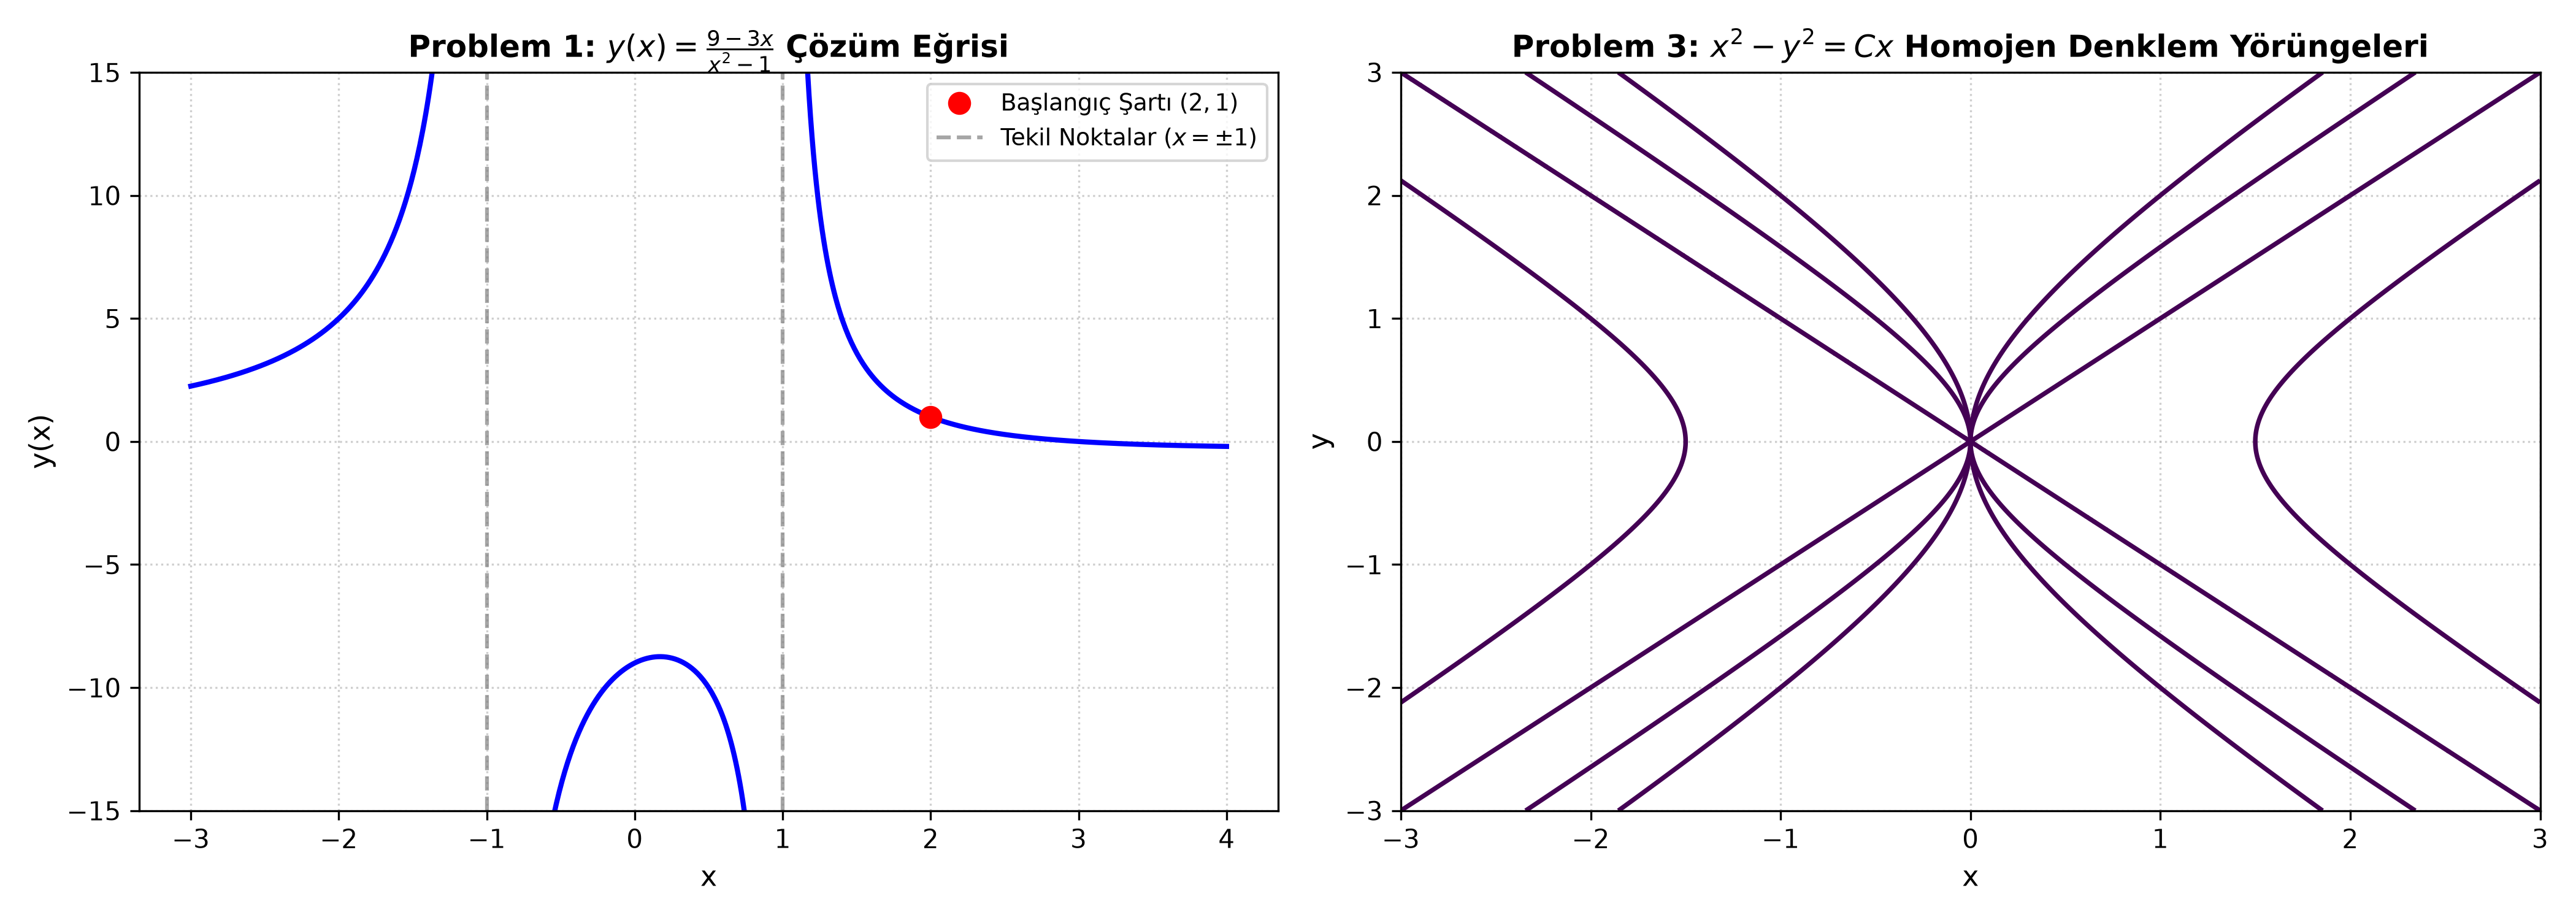 Problem 1: y(x) = \frac{9-3x}{x^2-1} Çözüm Eğrisi
15
10
5
0
−5
−10
−15
y(x)
Başlangıç Şartı (2, 1)
Tekil Noktalar (x = ±1)
−3 −2 −1 0 1 2 3 4
x
Problem 3: x² − y² = Cx Homojen Denklem Yörüngeleri
3
2
1
0
−1
−2
−3
y
−3 −2 −1 0 1 2 3
x